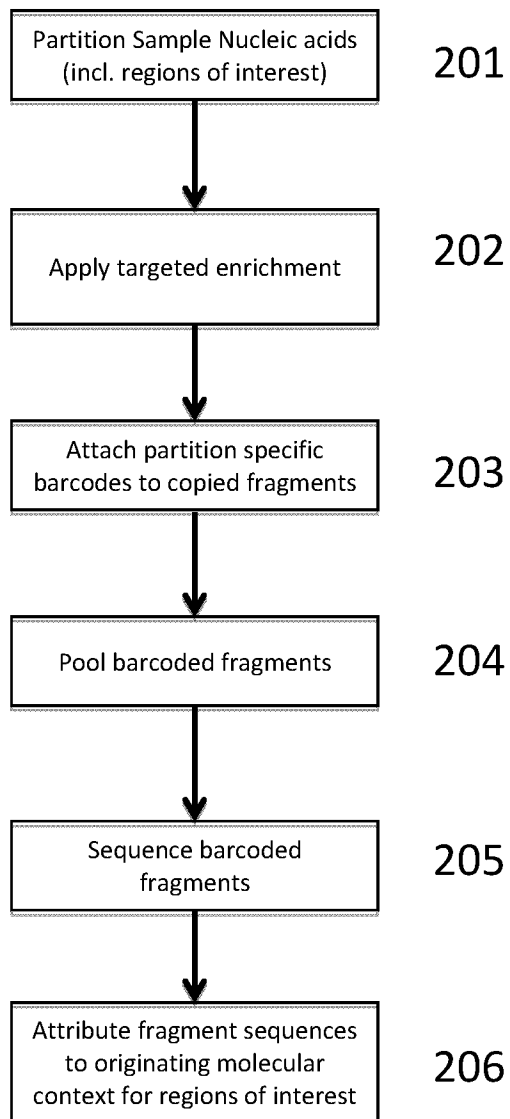 Partition Sample Nucleic acids
(incl. regions of interest)
201
Apply targeted enrichment
202
Attach partition specific
barcodes to copied fragments
203
Pool barcoded fragments
204
Sequence barcoded
fragments
205
Attribute fragment sequences
to originating molecular
context for regions of interest
206